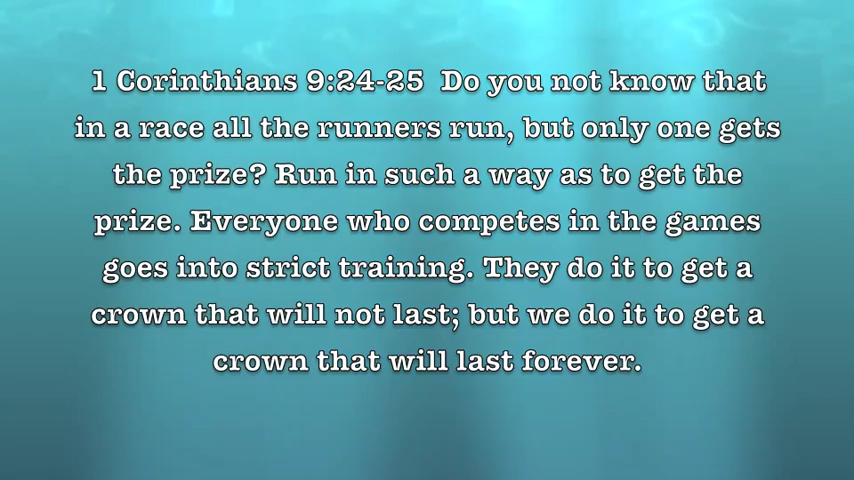 1 Corinthians 9:24-25  Do you not know that
in a race all the runners run, but only one gets
the prize? Run in such a way as to get the
prize. Everyone who competes in the games
goes into strict training. They do it to get a
crown that will not last; but we do it to get a
crown that will last forever.